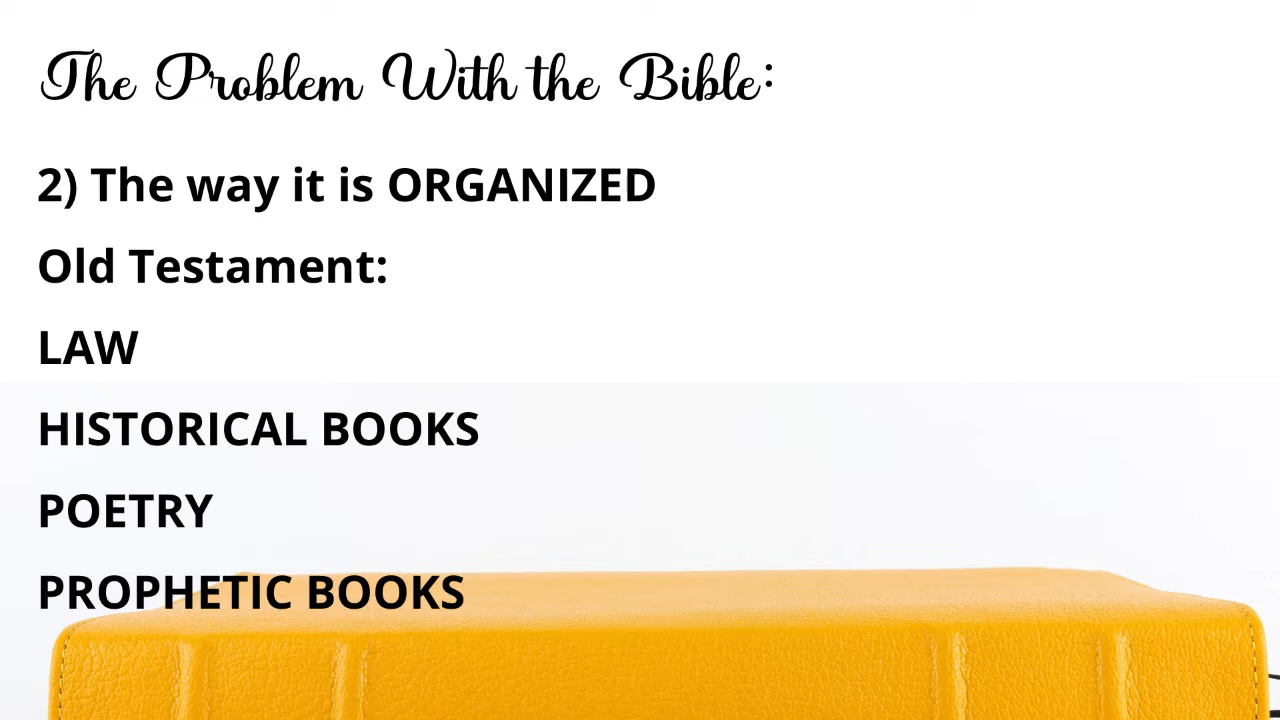 The Problem With the Bible:
2) The way it is ORGANIZED
Old Testament:
LAW
HISTORICAL BOOKS
POETRY
PROPHETIC BOOKS